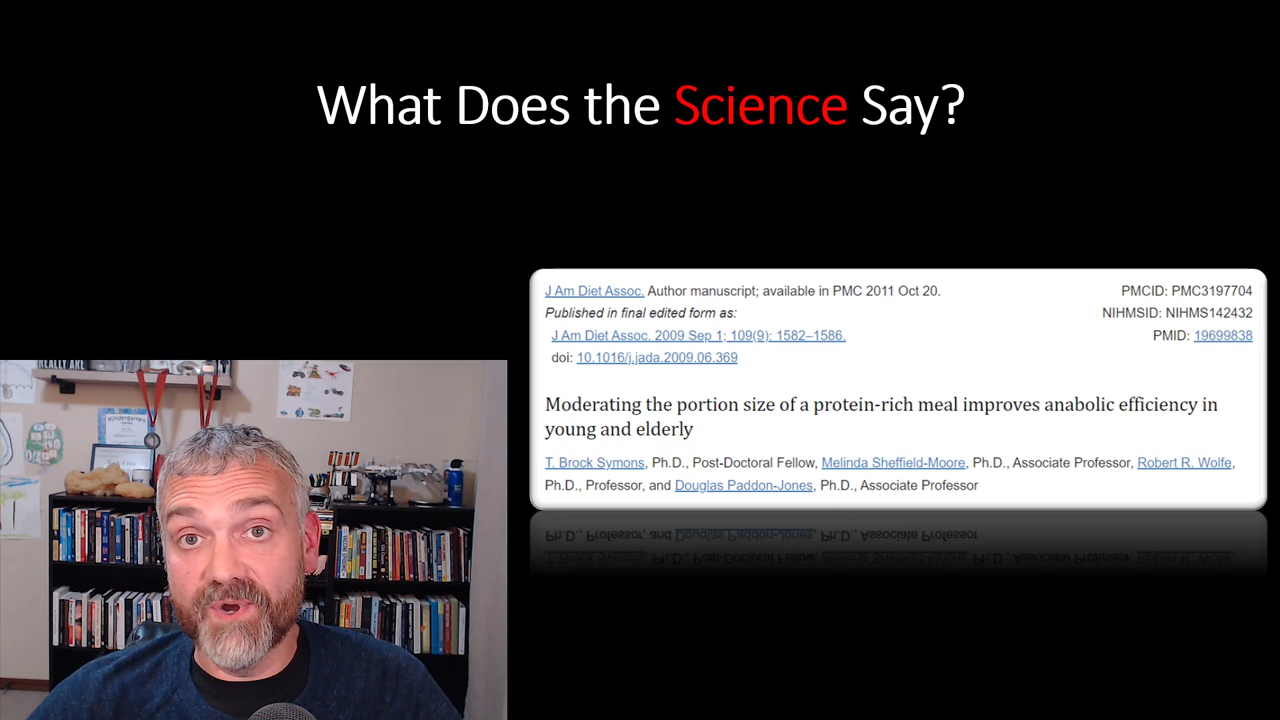 What Does the Science Say?
J Am Diet Assoc. Author manuscript; available in PMC 2011 Oct 20.
PMCID: PMC3197704
Published in final edited form as:
NIHMSID: NIHMS142432
J Am Diet Assoc. 2009 Sep 1; 109(9): 1582–1586.
PMID: 19699838
doi: 10.1016/j.jada.2009.06.369
Moderating the portion size of a protein-rich meal improves anabolic efficiency in
young and elderly
T. Brock Symons, Ph.D., Post-Doctoral Fellow, Melinda Sheffield-Moore, Ph.D., Associate Professor, Robert R. Wolfe,
Ph.D., Professor, and Douglas Paddon-Jones, Ph.D., Associate Professor
REALLY ARE
Kindergarten